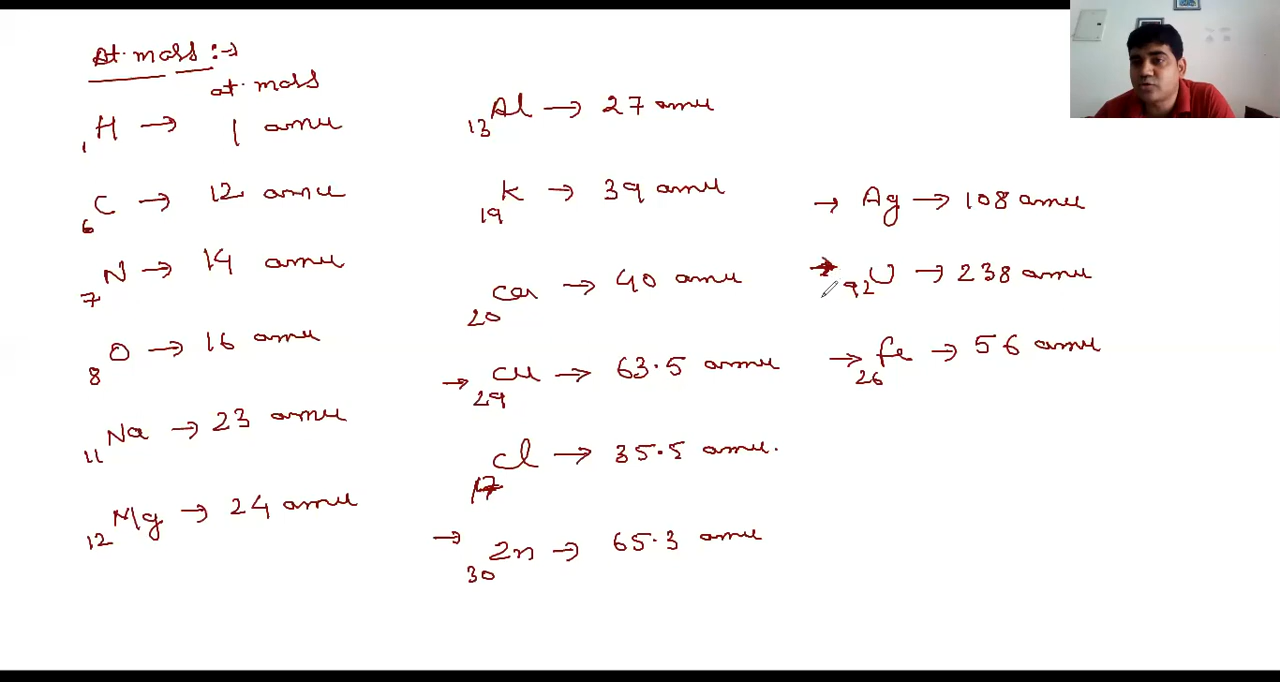 At. mass :→
at. mass
₁H → 1 amu
₆C → 12 amu
₇N → 14 amu
₈O → 16 amu
₁₁Na → 23 amu
₁₂Mg → 24 amu
₁₃Al → 27 amu
₁₉K → 39 amu
₂₀Ca → 40 amu
→ ₂₉Cu → 63.5 amu
₁₇Cl → 35.5 amu.
→ ₃₀Zn → 65.3 amu
→ Ag → 108 amu
→ ₉₂U → 238 amu
→ ₂₆Fe → 56 amu